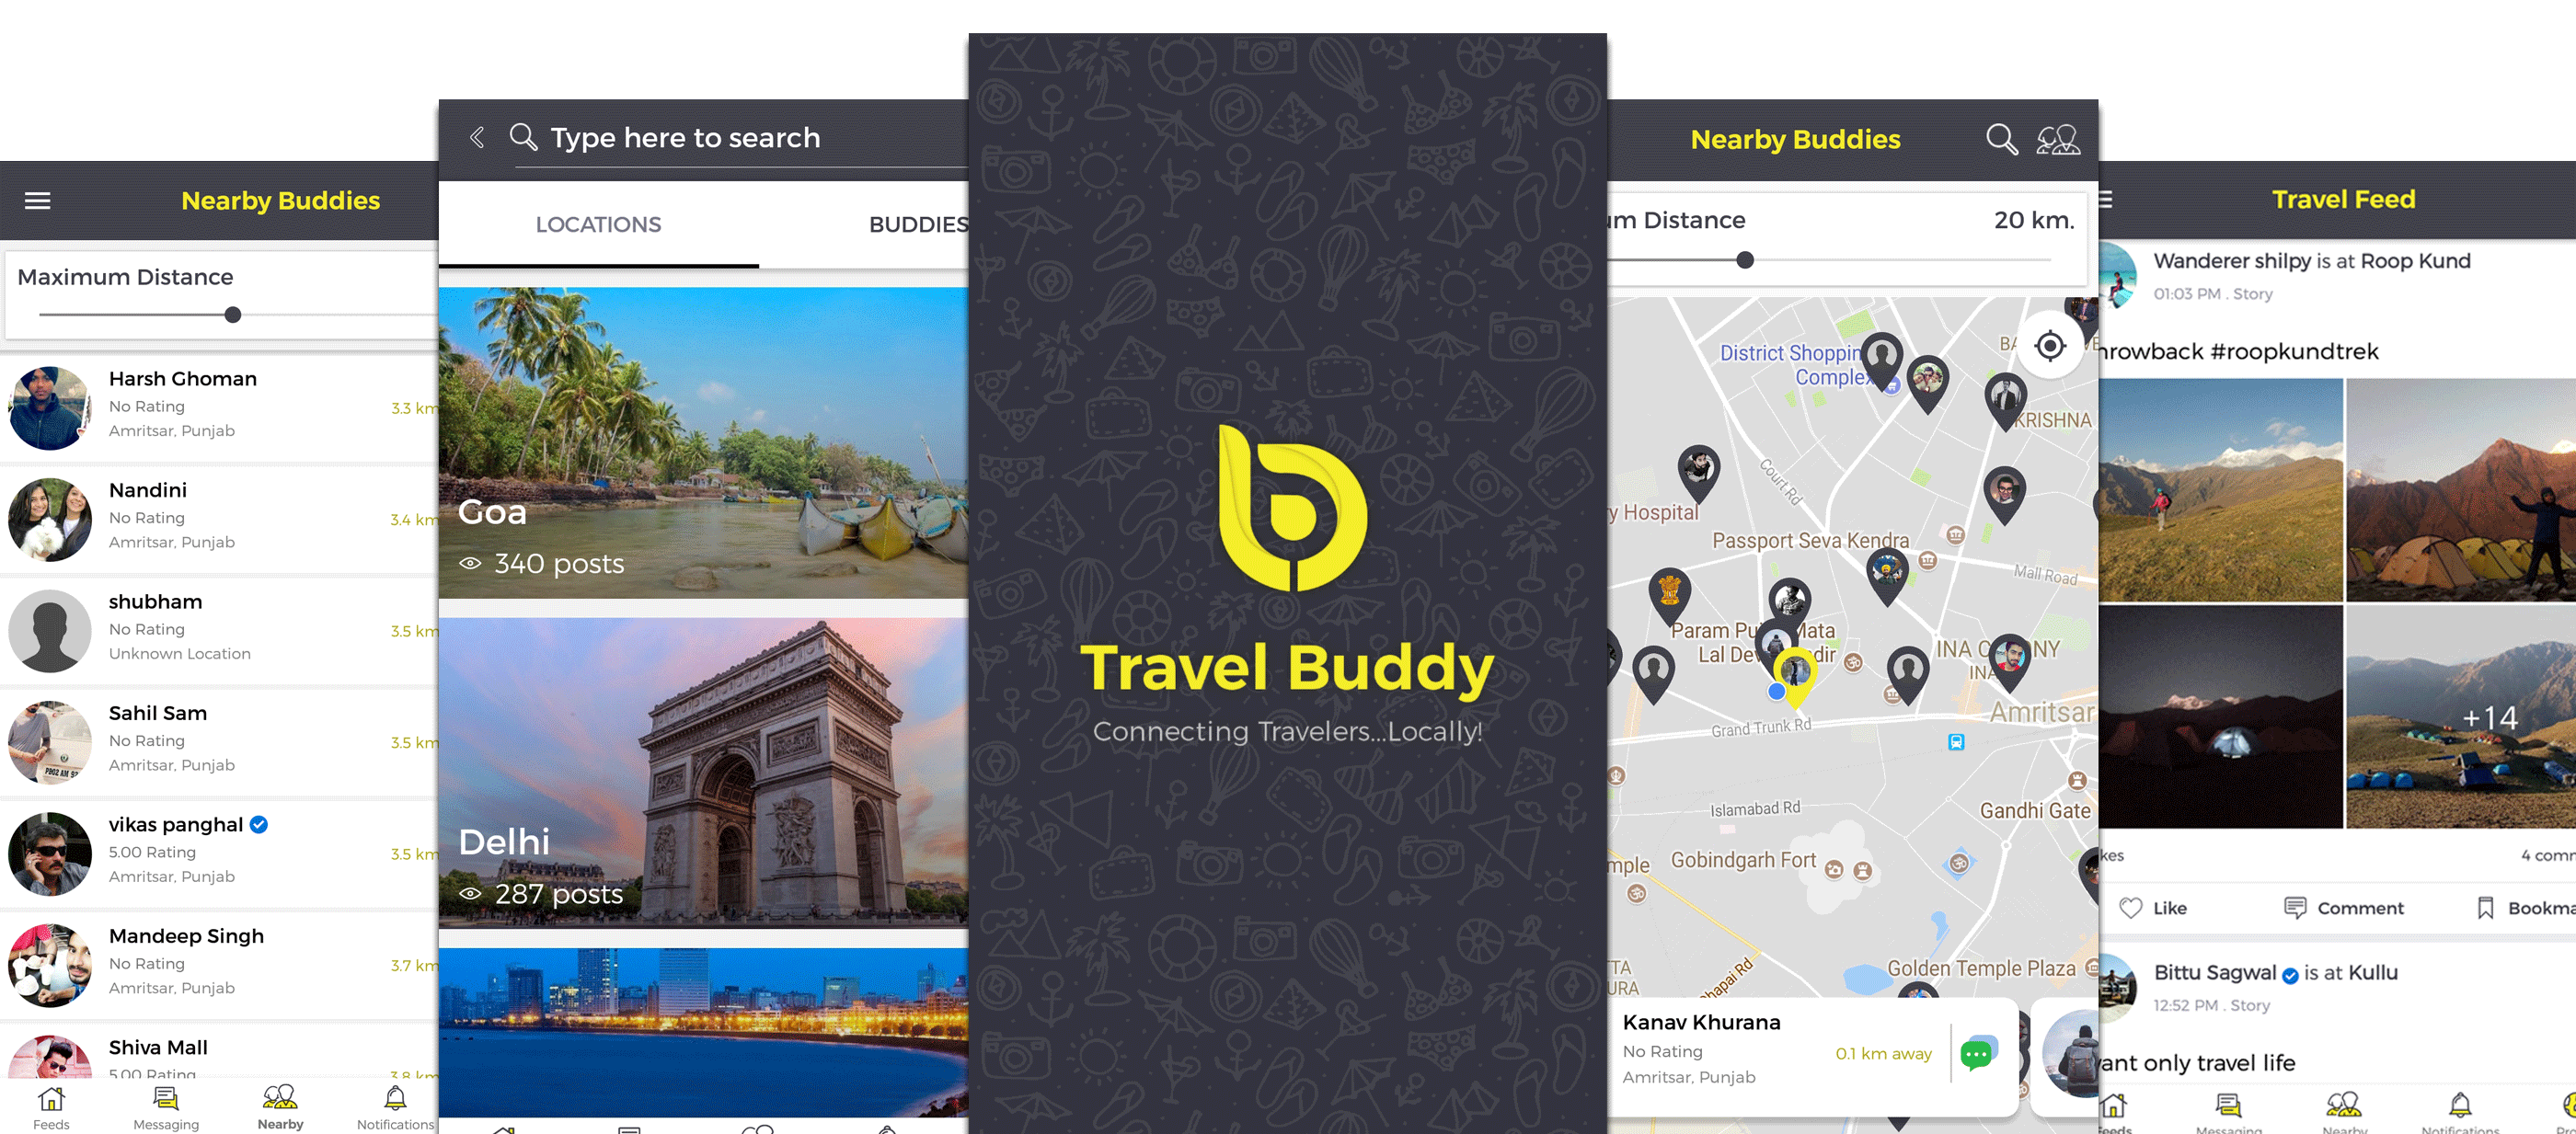 Nearby Buddies
Maximum Distance
Harsh Ghoman
No Rating
3.3 km
Amritsar, Punjab
Nandini
No Rating
3.4 km
Amritsar, Punjab
shubham
No Rating
3.5 km
Unknown Location
Sahil Sam
No Rating
3.5 km
Amritsar, Punjab
vikas panghal
5.00 Rating
3.5 km
Amritsar, Punjab
Mandeep Singh
No Rating
3.7 km
Amritsar, Punjab
Shiva Mall
5.00 Rating
3.8 km
Feeds Messaging Nearby Notifications
Type here to search
LOCATIONS BUDDIES
Goa
340 posts
Delhi
287 posts
Travel Buddy
Connecting Travelers...Locally!
Nearby Buddies
um Distance 20 km.
District Shoppin
Complex
KRISHNA
Court Rd
y Hospital
Passport Seva Kendra
Mall Road
Param Pu Mata
Lal Dev dir
INA C NY
INA
Amritsar
Grand Trunk Rd
Islamabad Rd
Gandhi Gate
Gobindgarh Fort
mple
TA
URA
hapai Rd
Golden Temple Plaza
Kanav Khurana
No Rating
0.1 km away
Amritsar, Punjab
Travel Feed
Wanderer shilpy is at Roop Kund
01:03 PM . Story
hrowback #roopkundtrek
+14
kes 4 comm
Like Comment Bookma
Bittu Sagwal is at Kullu
12:52 PM . Story
ant only travel life
Feeds Messaging Nearby Notifications Pr